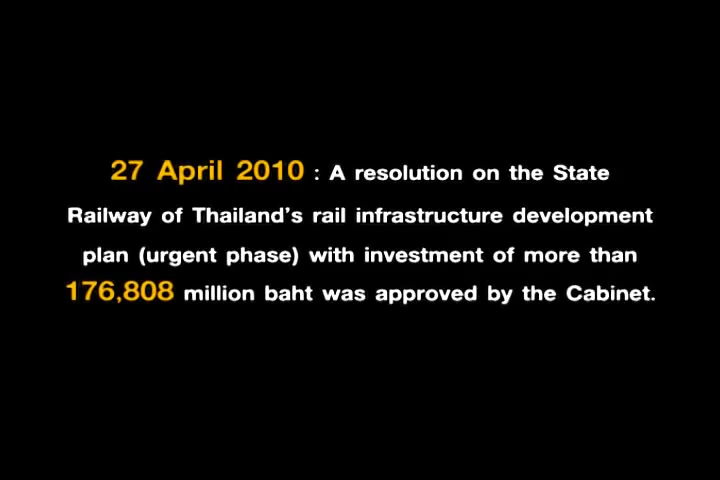 27 April 2010 : A resolution on the State
Railway of Thailand's rail infrastructure development
plan (urgent phase) with investment of more than
176,808 million baht was approved by the Cabinet.